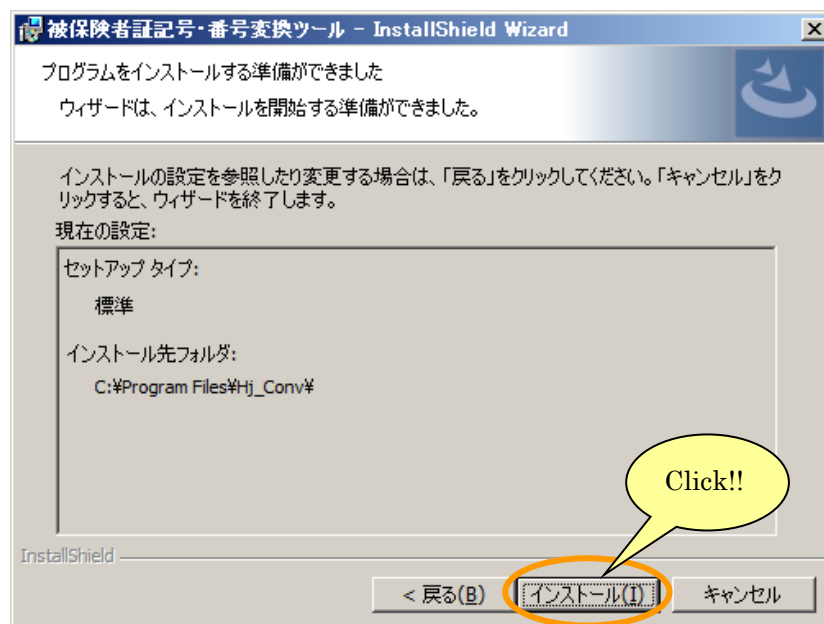 被保険者証記号・番号変換ツール - InstallShield Wizard
プログラムをインストールする準備ができました
ウィザードは、インストールを開始する準備ができました。
インストールの設定を参照したり変更する場合は、「戻る」をクリックしてください。「キャンセル」をク
リックすると、ウィザードを終了します。
現在の設定:
セットアップ タイプ:
標準
インストール先フォルダ:
C:¥Program Files¥Hj_Conv¥
Click!!
InstallShield
< 戻る(B) インストール(I) キャンセル